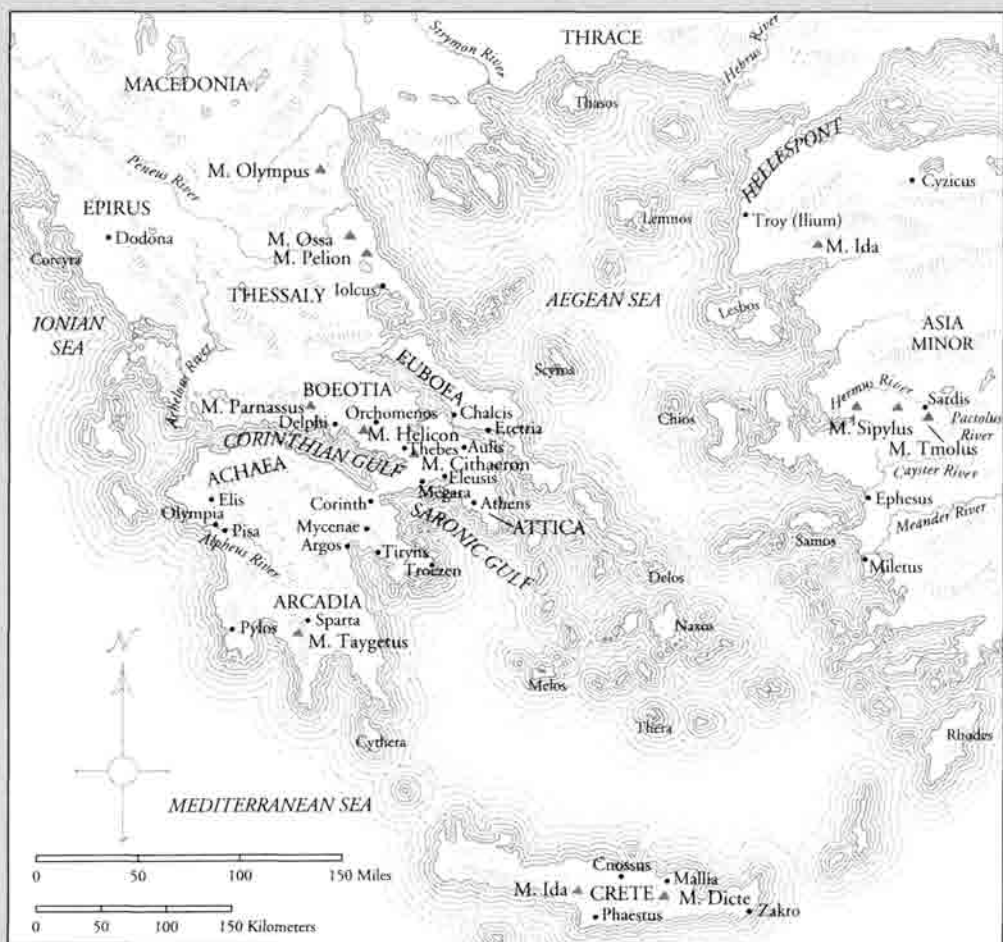 THRACE
Strymon River
Hebrus River
MACEDONIA
Thasos
HELLESPONT
Peneus River
M. Olympus
Cyzicus
EPIRUS
Lemnos
Troy (Ilium)
Dodona
M. Ossa
M. Ida
Corcyra
M. Pelion
THESSALY
Iolcus
AEGEAN SEA
Lesbos
IONIAN
SEA
ASIA
MINOR
Achelous River
EUBOEA
Scyrus
BOEOTIA
Hermus River
M. Parnassus
Orchomenos
Chalcis
Chios
Sardis
Delphi
M. Helicon
Eretria
M. Sipylus
Pactolus
River
CORINTHIAN GULF
Thebes
Aulis
M. Tmolus
ACHAEA
M. Cithaeron
Cayster River
Eleusis
Elis
Megara
Corinth
Athens
Ephesus
Olympia
Pisa
Mycenae
ATTICA
Meander River
Alpheus River
Argos
Tiryns
SARONIC GULF
Samos
Troezen
Miletus
Delos
ARCADIA
Sparta
Naxos
Pylos
M. Taygetus
N
Melos
Thera
Cythera
Rhodes
MEDITERRANEAN SEA
0 50 100 150 Miles
Cnossus
Mallia
M. Ida
CRETE
M. Dicte
0 50 100 150 Kilometers
Phaestus
Zakro